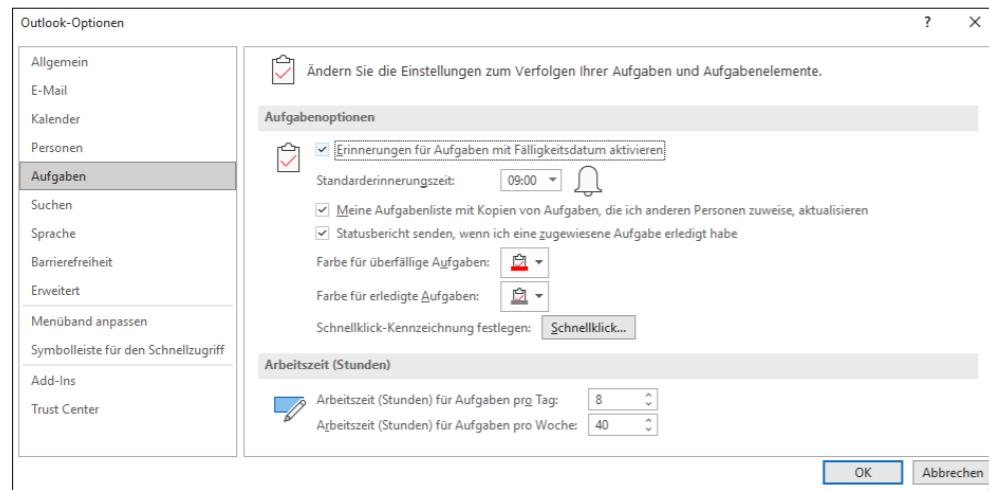 Outlook-Optionen ?
Allgemein
E-Mail
Kalender
Personen
Aufgaben
Suchen
Sprache
Barrierefreiheit
Erweitert
Menüband anpassen
Symbolleiste für den Schnellzugriff
Add-Ins
Trust Center
Ändern Sie die Einstellungen zum Verfolgen Ihrer Aufgaben und Aufgabenelemente.
Aufgabenoptionen
Erinnerungen für Aufgaben mit Fälligkeitsdatum aktivieren
Standarderinnerungszeit: 09:00
Meine Aufgabenliste mit Kopien von Aufgaben, die ich anderen Personen zuweise, aktualisieren
Statusbericht senden, wenn ich eine zugewiesene Aufgabe erledigt habe
Farbe für überfällige Aufgaben:
Farbe für erledigte Aufgaben:
Schnellklick-Kennzeichnung festlegen: Schnellklick...
Arbeitszeit (Stunden)
Arbeitszeit (Stunden) für Aufgaben pro Tag: 8
Arbeitszeit (Stunden) für Aufgaben pro Woche: 40
OK Abbrechen